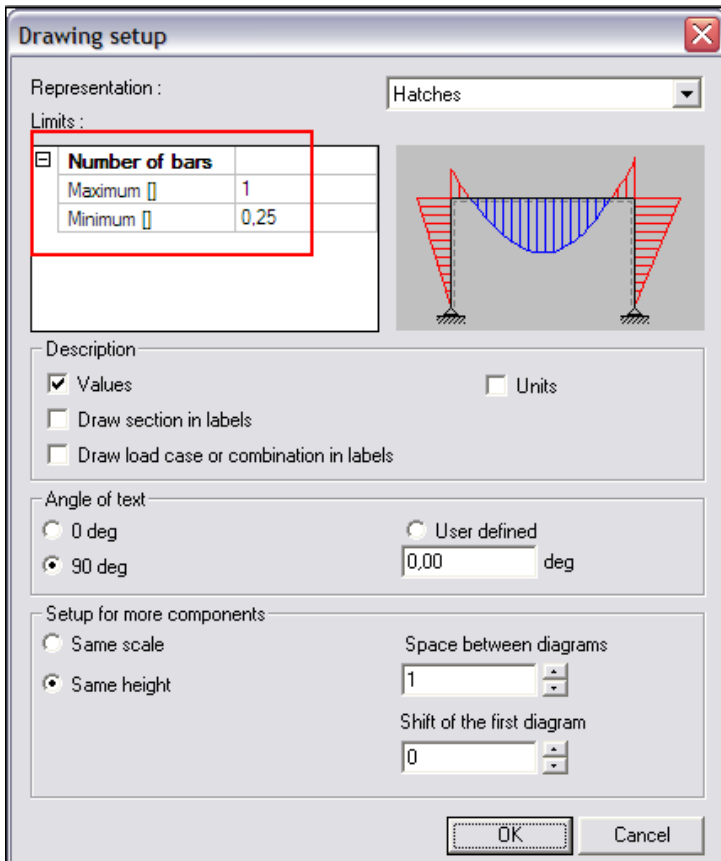 Drawing setup
Representation :
Hatches
Limits :
Number of bars
Maximum [] 1
Minimum [] 0,25
Description
Values Units
Draw section in labels
Draw load case or combination in labels
Angle of text
0 deg User defined
90 deg 0,00 deg
Setup for more components
Same scale Space between diagrams
Same height 1
Shift of the first diagram
0
OK Cancel